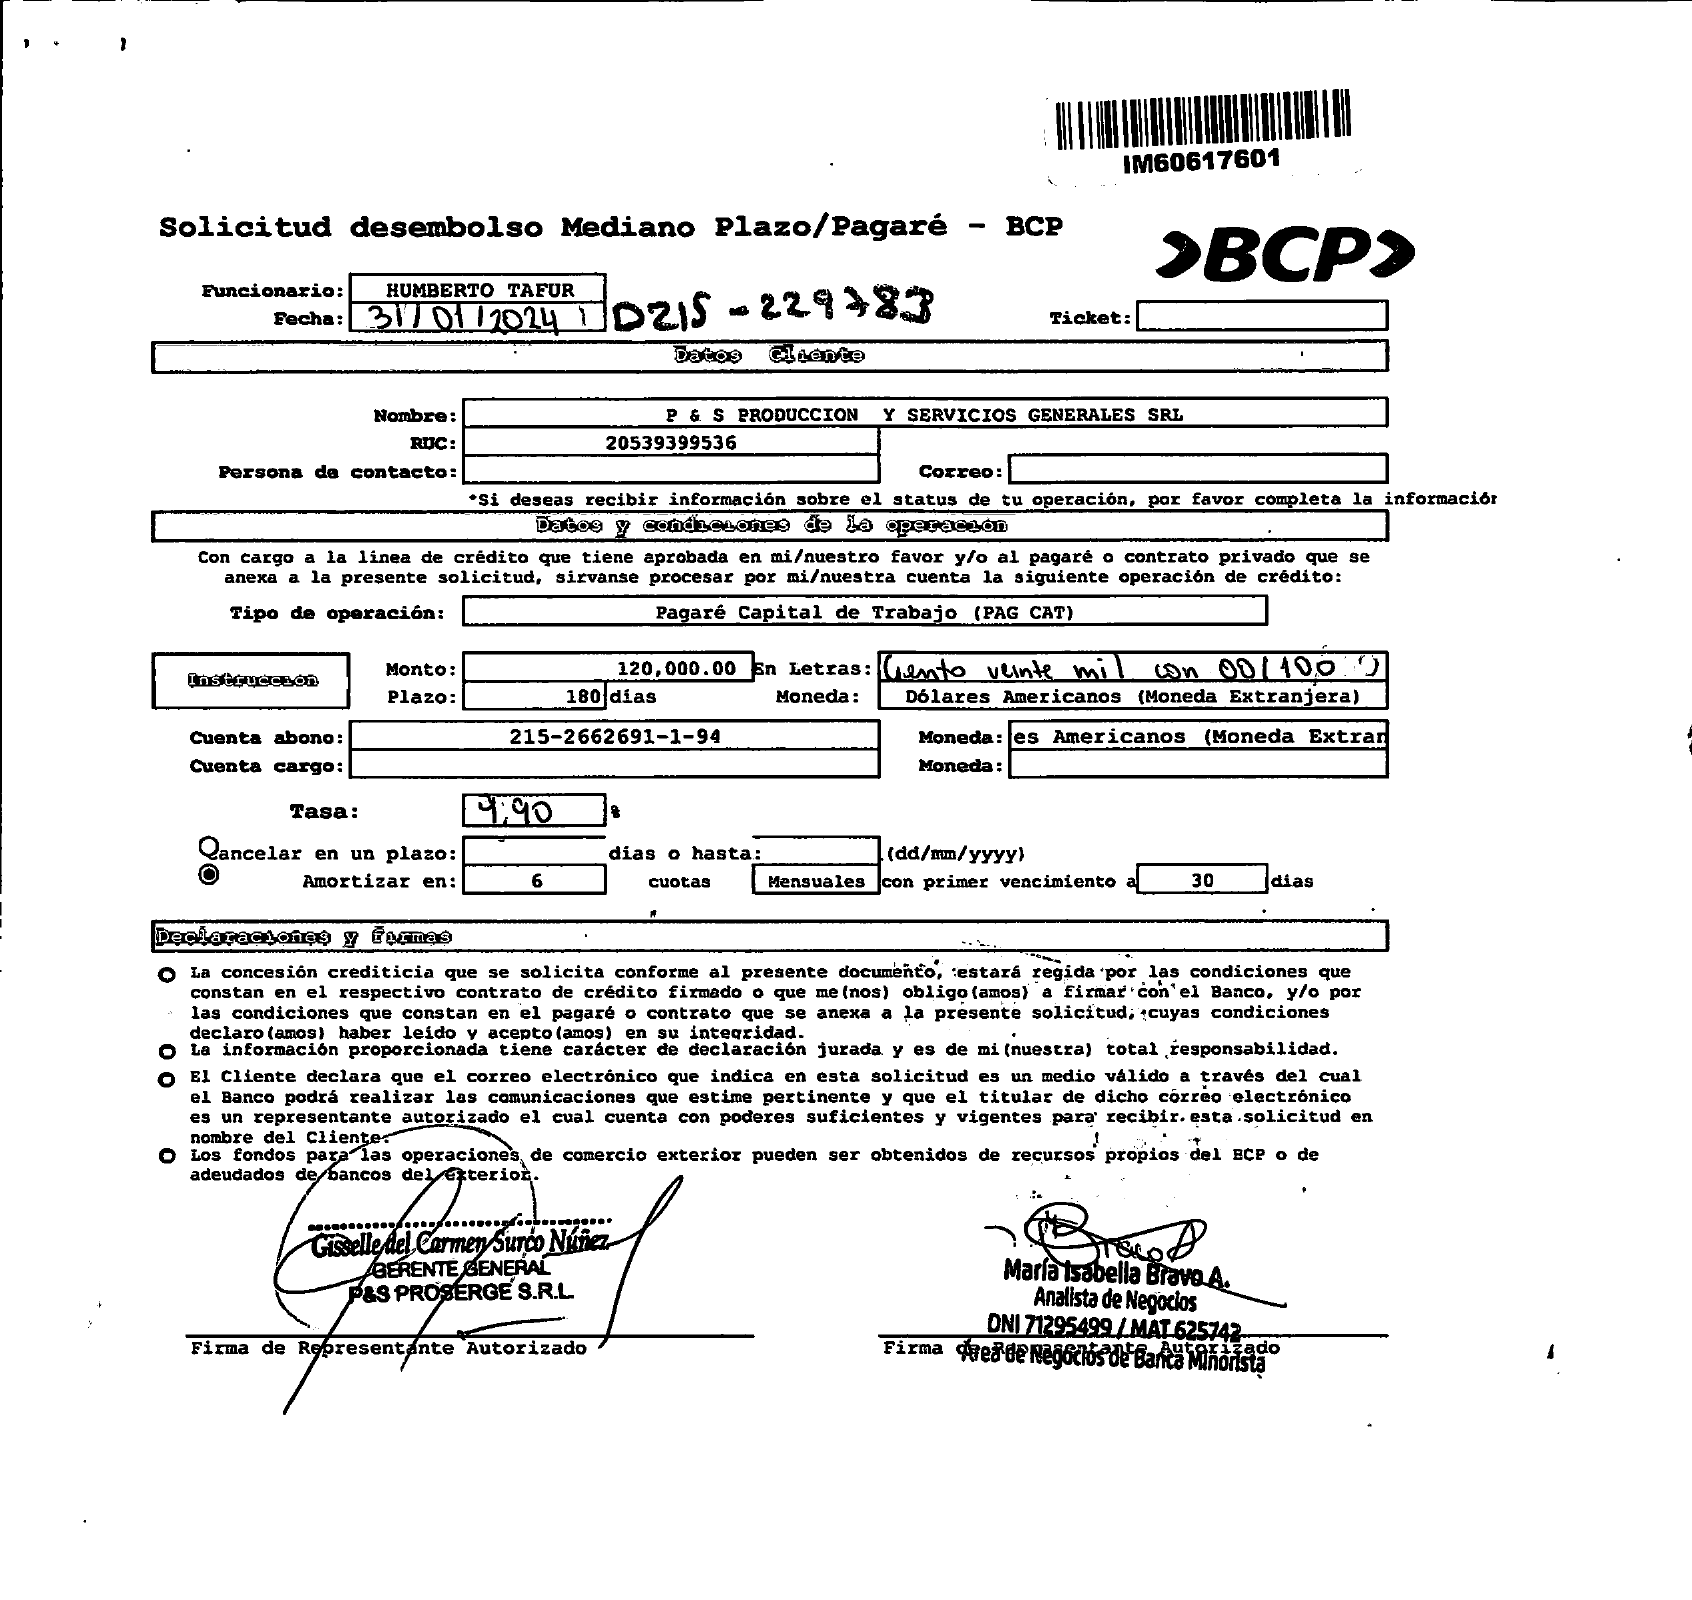 IM60617601
Solicitud desembolso Mediano Plazo/Pagaré - BCP
BCP
Funcionario: HUMBERTO TAFUR
Fecha: 31/01/2024 D215-229783 Ticket:
Datos Cliente
Nombre: P & S PRODUCCION Y SERVICIOS GENERALES SRL
RUC: 20539399536
Persona de contacto: Correo:
*Si deseas recibir información sobre el status de tu operación, por favor completa la información
Datos y condiciones de la operación
Con cargo a la linea de crédito que tiene aprobada en mi/nuestro favor y/o al pagaré o contrato privado que se
anexa a la presente solicitud, sirvanse procesar por mi/nuestra cuenta la siguiente operación de crédito:
Tipo de operación: Pagaré Capital de Trabajo (PAG CAT)
Instrucción
Monto: 120,000.00 En Letras: Ciento veinte mil con 00/100
Plazo: 180 dias Moneda: Dólares Americanos (Moneda Extranjera)
Cuenta abono: 215-2662691-1-94 Moneda: es Americanos (Moneda Extran
Cuenta cargo: Moneda:
Tasa: 9.90 %
Cancelar en un plazo: dias o hasta: (dd/mm/yyyy)
Amortizar en: 6 cuotas Mensuales con primer vencimiento a 30 dias
Declaraciones y firmas
La concesión crediticia que se solicita conforme al presente documento, estará regida por las condiciones que
constan en el respectivo contrato de crédito firmado o que me(nos) obligo(amos) a firmar con el Banco, y/o por
las condiciones que constan en el pagaré o contrato que se anexa a la presente solicitud, cuyas condiciones
declaro(amos) haber leido y acepto(amos) en su integridad.
La información proporcionada tiene carácter de declaración jurada y es de mi(nuestra) total responsabilidad.
El Cliente declara que el correo electrónico que indica en esta solicitud es un medio válido a través del cual
el Banco podrá realizar las comunicaciones que estime pertinente y que el titular de dicho correo electrónico
es un representante autorizado el cual cuenta con poderes suficientes y vigentes para recibir esta solicitud en
nombre del Cliente.
Los fondos para las operaciones de comercio exterior pueden ser obtenidos de recursos propios del BCP o de
adeudados de bancos del exterior.
Gisselle del Carmen Surco Núñez
GERENTE GENERAL
P&S PROSERGE S.R.L.
Firma de Representante Autorizado
María Isabella Bravo A.
Analista de Negocios
DNI 71295499 / MAT 625742
Área de Negocios de Banca Minorista
Firma de Representante Autorizado